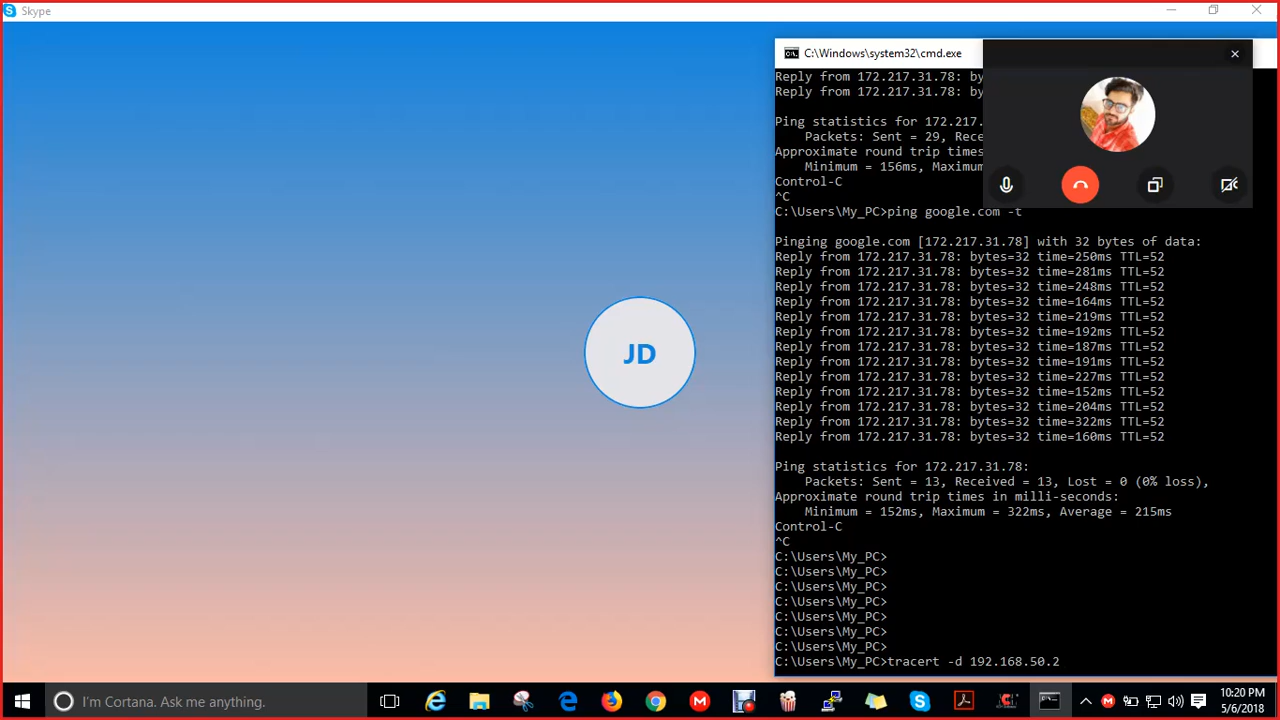 Skype
C:\Windows\system32\cmd.exe
Reply from 172.217.31.78: by
Reply from 172.217.31.78: by
Ping statistics for 172.217.
Packets: Sent = 29, Rece
Approximate round trip times
Minimum = 156ms, Maximum
Control-C
^C
C:\Users\My_PC>ping google.com -t
Pinging google.com [172.217.31.78] with 32 bytes of data:
Reply from 172.217.31.78: bytes=32 time=250ms TTL=52
Reply from 172.217.31.78: bytes=32 time=281ms TTL=52
Reply from 172.217.31.78: bytes=32 time=248ms TTL=52
Reply from 172.217.31.78: bytes=32 time=164ms TTL=52
Reply from 172.217.31.78: bytes=32 time=219ms TTL=52
Reply from 172.217.31.78: bytes=32 time=192ms TTL=52
Reply from 172.217.31.78: bytes=32 time=187ms TTL=52
Reply from 172.217.31.78: bytes=32 time=191ms TTL=52
Reply from 172.217.31.78: bytes=32 time=227ms TTL=52
Reply from 172.217.31.78: bytes=32 time=152ms TTL=52
Reply from 172.217.31.78: bytes=32 time=204ms TTL=52
Reply from 172.217.31.78: bytes=32 time=322ms TTL=52
Reply from 172.217.31.78: bytes=32 time=160ms TTL=52
Ping statistics for 172.217.31.78:
Packets: Sent = 13, Received = 13, Lost = 0 (0% loss),
Approximate round trip times in milli-seconds:
Minimum = 152ms, Maximum = 322ms, Average = 215ms
Control-C
^C
C:\Users\My_PC>
C:\Users\My_PC>
C:\Users\My_PC>
C:\Users\My_PC>
C:\Users\My_PC>
C:\Users\My_PC>
C:\Users\My_PC>
C:\Users\My_PC>tracert -d 192.168.50.2
JD
I'm Cortana. Ask me anything.
10:20 PM
5/6/2018